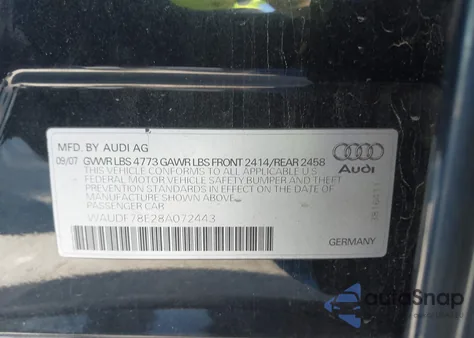 MFD. BY AUDI AG
09/07 GVWR LBS 4773 GAWR LBS FRONT 2414/REAR 2458
THIS VEHICLE CONFORMS TO ALL APPLICABLE U.S.
FEDERAL MOTOR VEHICLE SAFETY BUMPER AND THEFT
PREVENTION STANDARDS IN EFFECT ON THE DATE OF
MANUFACTURE SHOWN ABOVE.
PASSENGER CAR
WAUDF78E28A072443
Audi
GERMANY
autoSnap